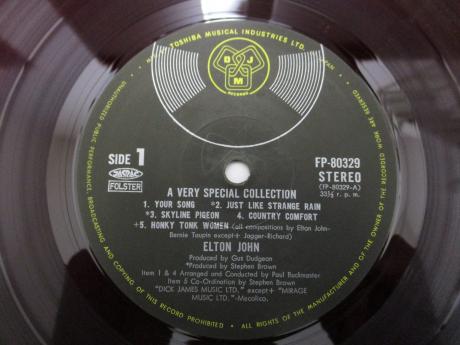 TOSHIBA MUSICAL INDUSTRIES LTD.
DJM
RECORDS
UNAUTHORIZED PUBLIC PERFORMANCE, BROADCASTING AND COPYING OF THIS RECORD PROHIBITED • ALL RIGHTS OF THE MANUFACTURER AND OF THE OWNER OF THE RECORDED WORK ARE RESERVED
SIDE 1
FOLSTER
FP-80329
STEREO
(FP-80329-A)
33⅓ r. p. m.
A VERY SPECIAL COLLECTION
1. YOUR SONG *2. JUST LIKE STRANGE RAIN
*3. SKYLINE PIGEON 4. COUNTRY COMFORT
+5. HONKY TONK WOMEN (all compositions by Elton John-
Bernie Taupin except+ Jagger-Richard)
ELTON JOHN
Produced by Gus Dudgeon
*Produced by Stephen Brown
Item 1 & 4 Arranged and Conducted by Paul Buckmaster
Item 5 Co-Ordination by Stephen Brown
"DICK JAMES MUSIC LTD." except+ "MIRAGE
MUSIC LTD."-Mecolico.